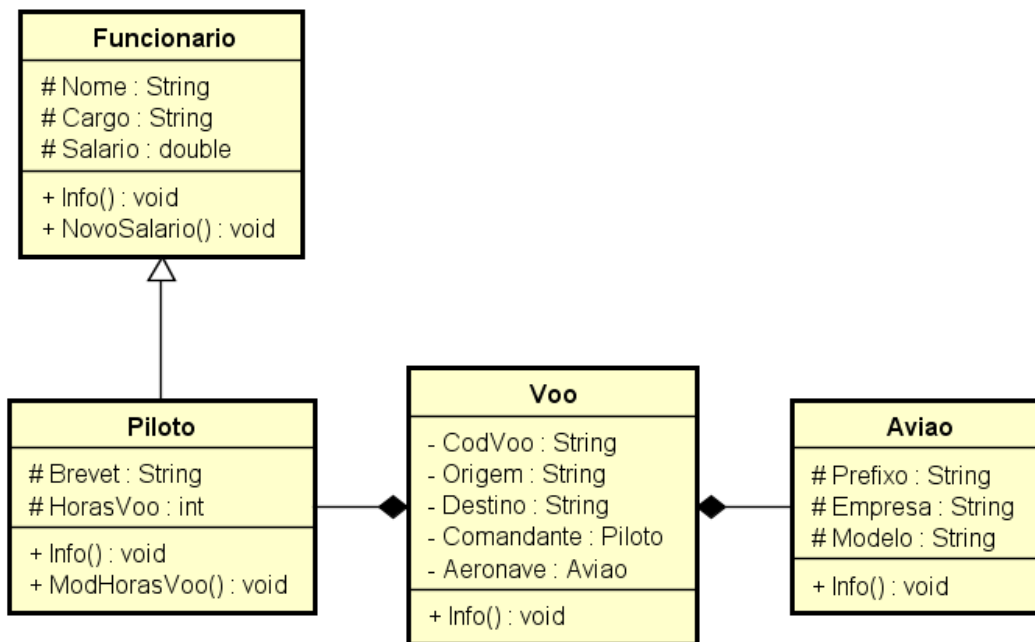 Funcionario
# Nome : String
# Cargo : String
# Salario : double
+ Info() : void
+ NovoSalario() : void
Piloto
# Brevet : String
# HorasVoo : int
+ Info() : void
+ ModHorasVoo() : void
Voo
- CodVoo : String
- Origem : String
- Destino : String
- Comandante : Piloto
- Aeronave : Aviao
+ Info() : void
Aviao
# Prefixo : String
# Empresa : String
# Modelo : String
+ Info() : void